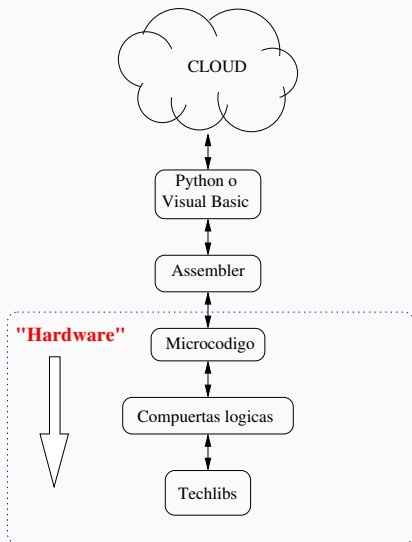 CLOUD
Python o
Visual Basic
Assembler
"Hardware"
Microcodigo
Compuertas logicas
Techlibs